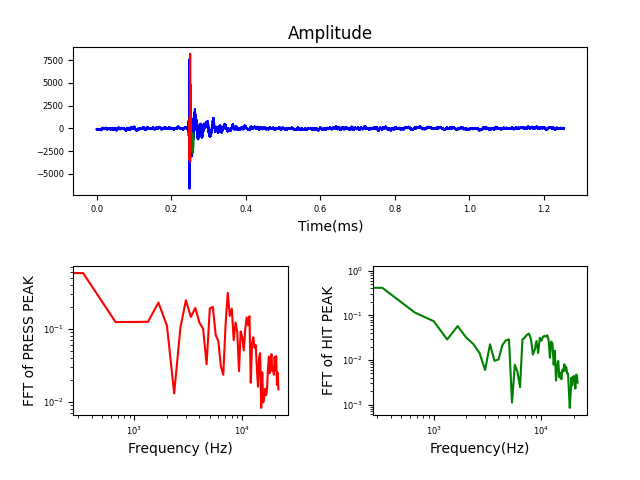 Amplitude
7500
5000
2500
0
−2500
−5000
0.0 0.2 0.4 0.6 0.8 1.0 1.2
Time(ms)
FFT of PRESS PEAK
10⁻¹
10⁻²
10³ 10⁴
Frequency (Hz)
FFT of HIT PEAK
10⁰
10⁻¹
10⁻²
10⁻³
10³ 10⁴
Frequency(Hz)